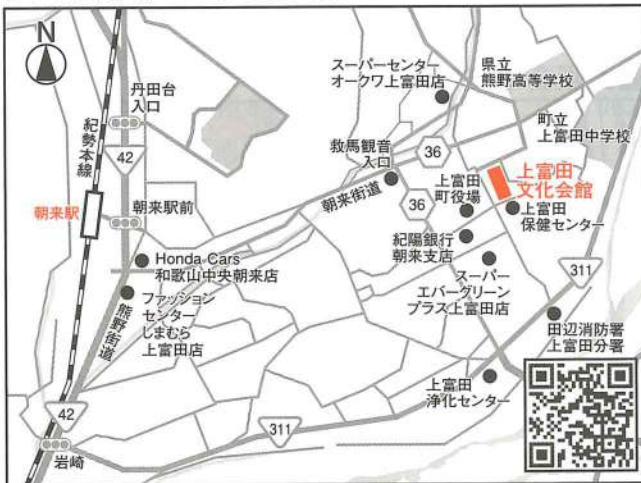 N
丹田台
入口
紀勢本線
42
朝来駅
朝来駅前
Honda Cars
和歌山中央朝来店
ファッション
センター
しまむら
上富田店
熊野街道
42
岩崎
スーパーセンター
オークワ上富田店
県立
熊野高等学校
町立
上富田中学校
救馬観音
入口
36
朝来街道
36
上富田
町役場
上富田
文化会館
上富田
保健センター
紀陽銀行
朝来支店
スーパー
エバーグリーン
プラス上富田店
311
田辺消防署
上富田分署
上富田
浄化センター
311